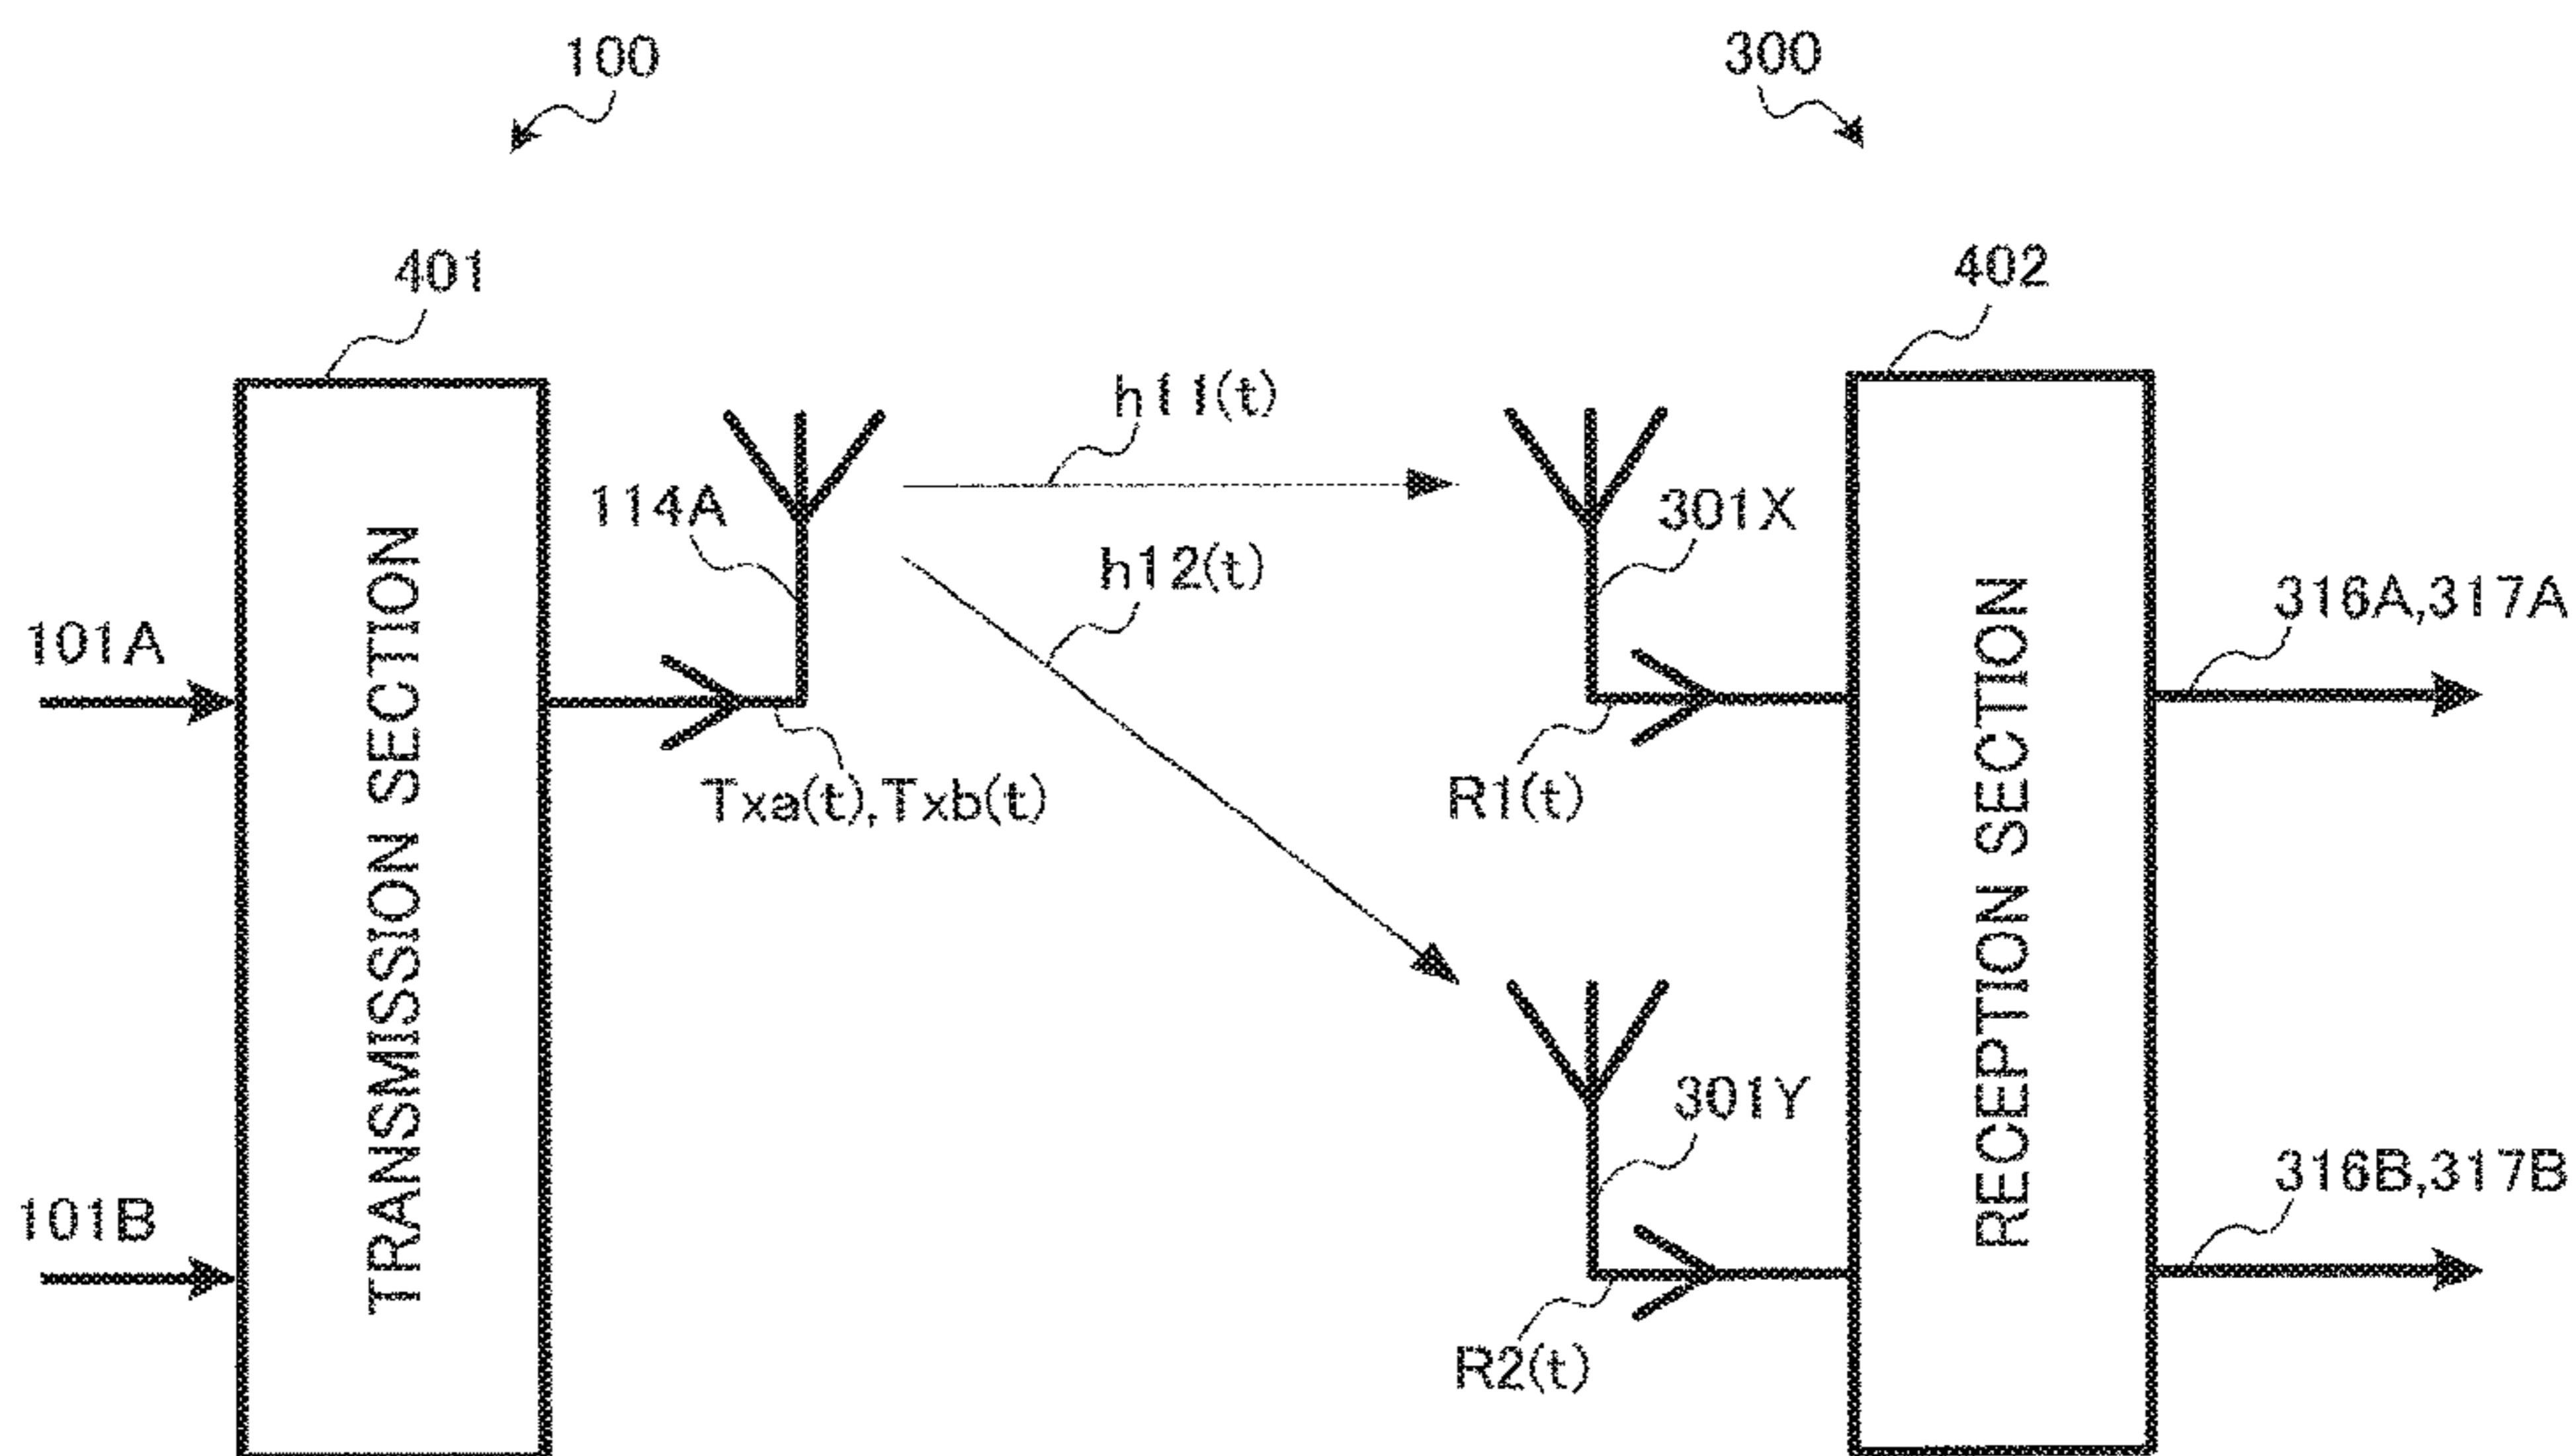 100
300
401
402
h11(t)
114A
301X
h12(t)
316A,317A
101A
TRANSMISSION SECTION
RECEPTION SECTION
Txa(t),Txb(t)
R1(t)
301Y
316B,317B
101B
R2(t)